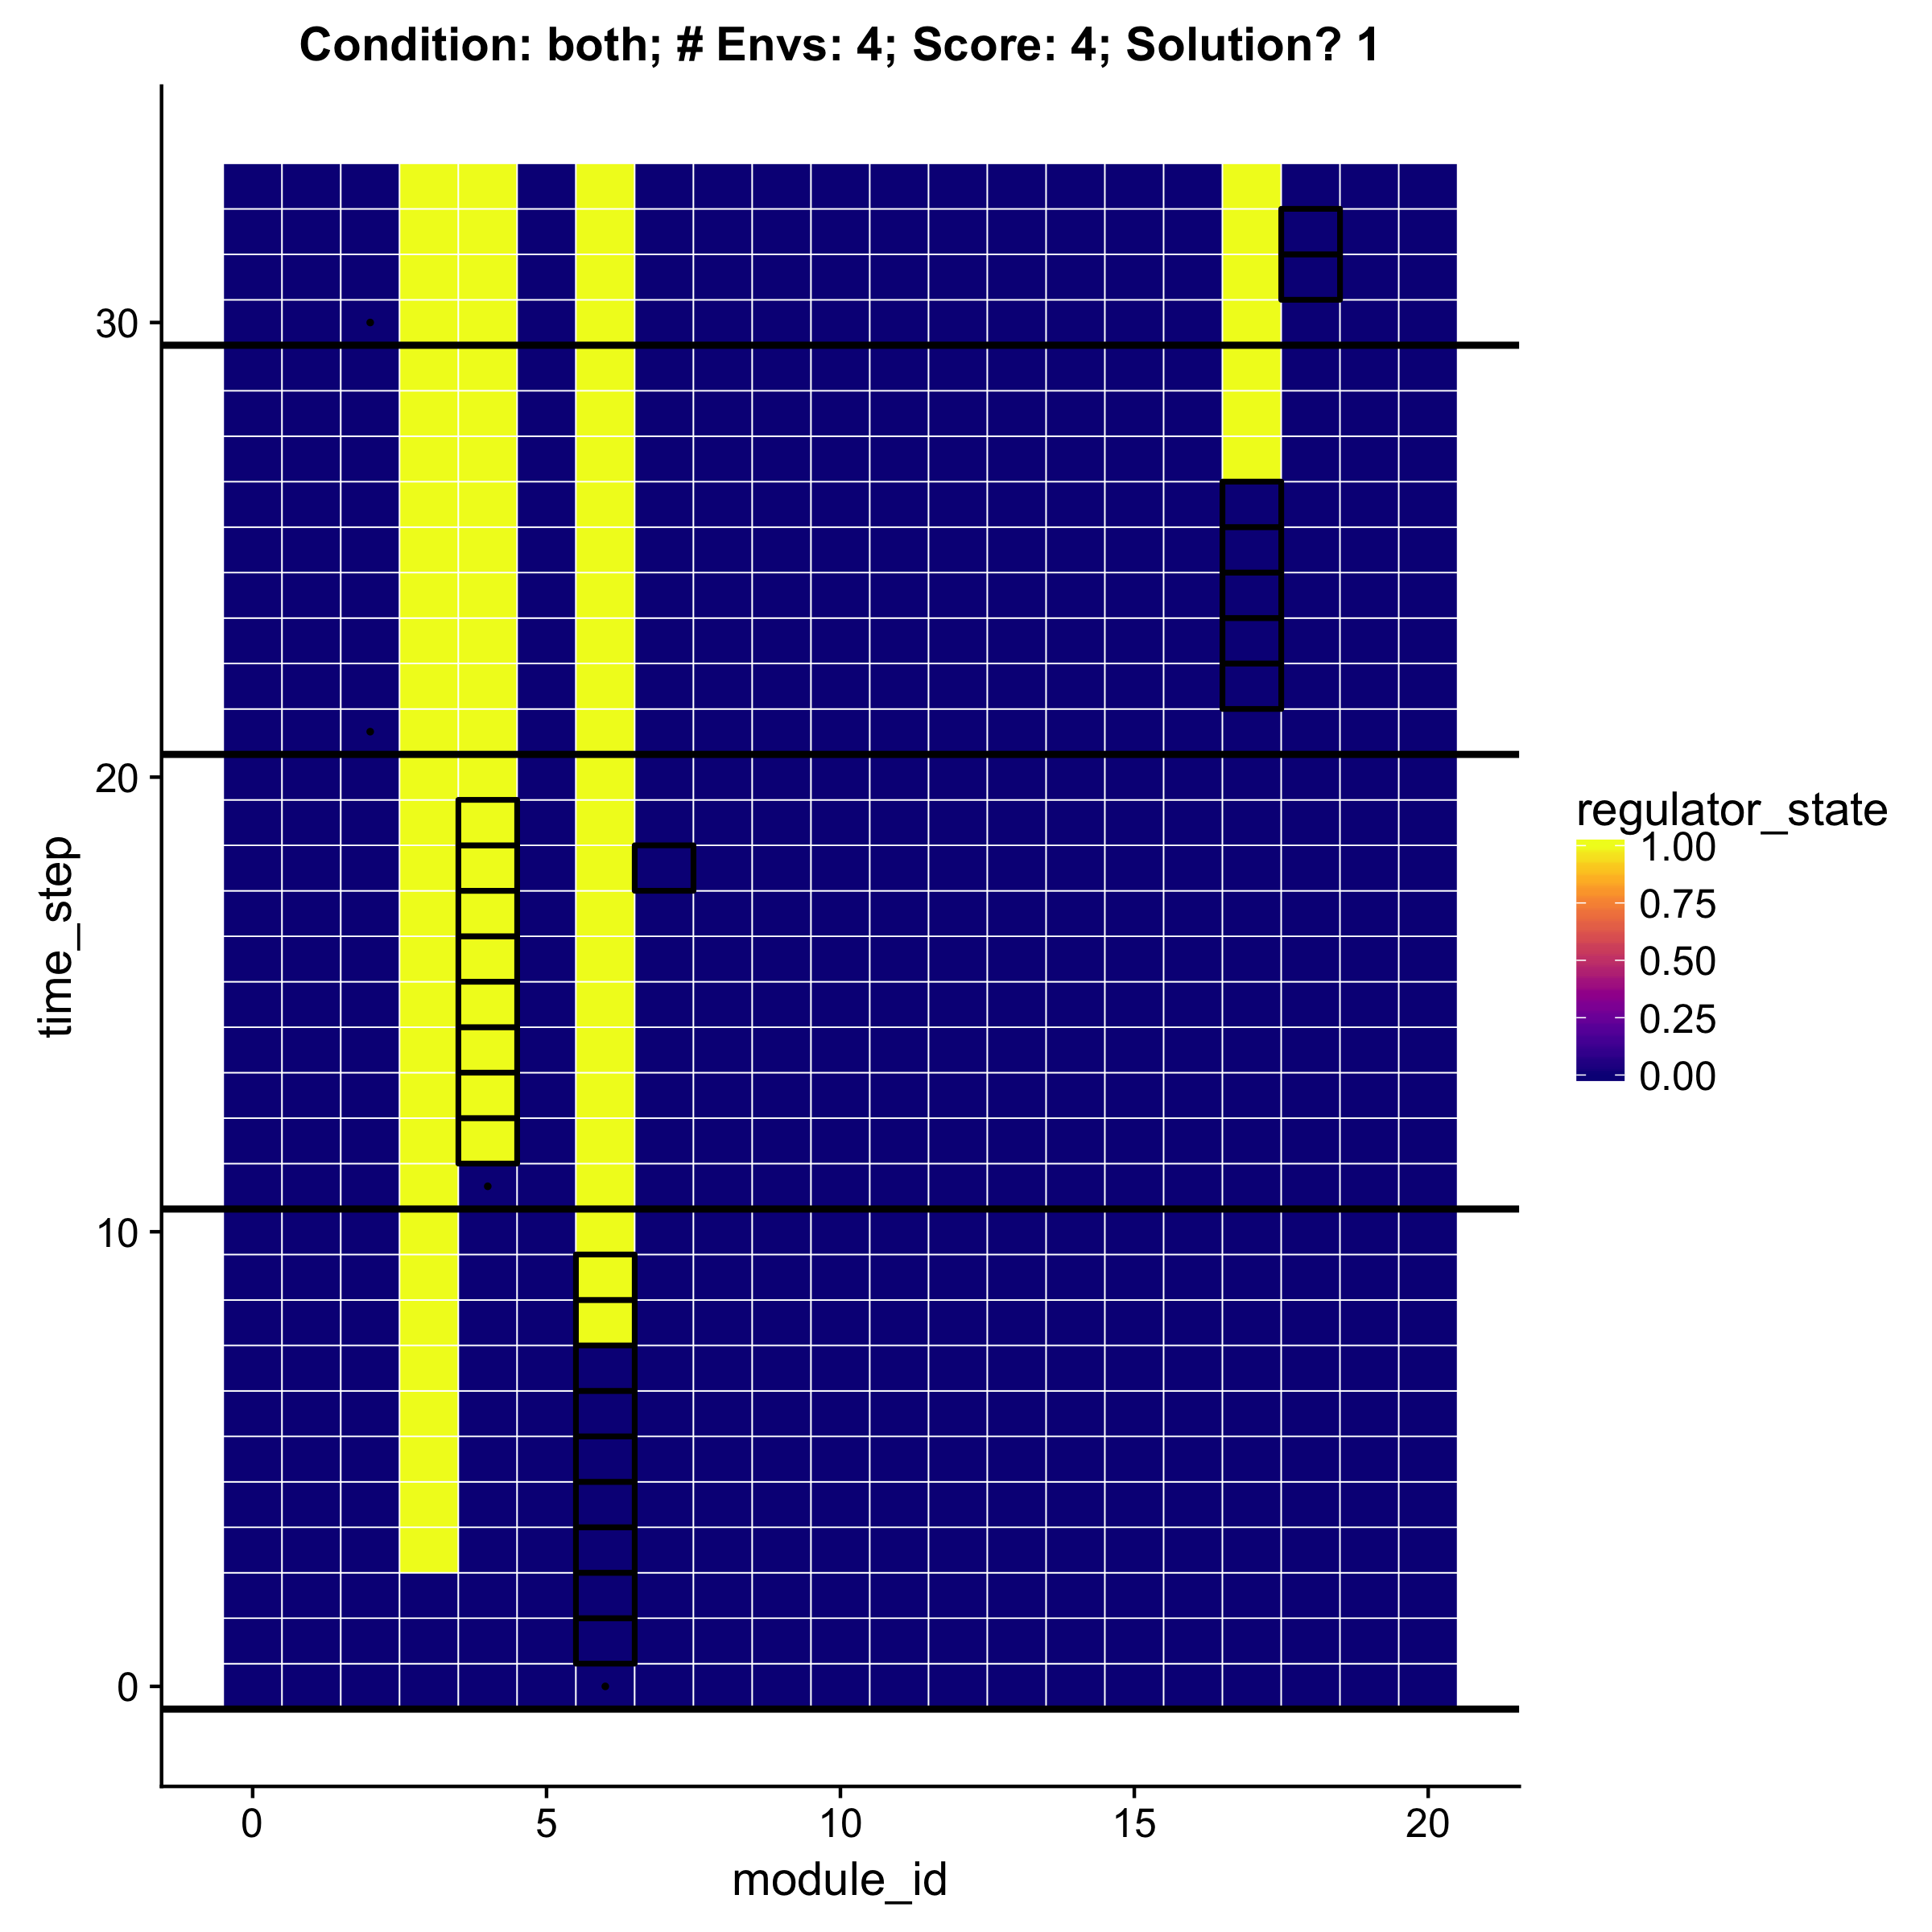 Condition: both; # Envs: 4; Score: 4; Solution? 1
30
20
10
0
time_step
0 5 10 15 20
module_id
regulator_state
1.00
0.75
0.50
0.25
0.00